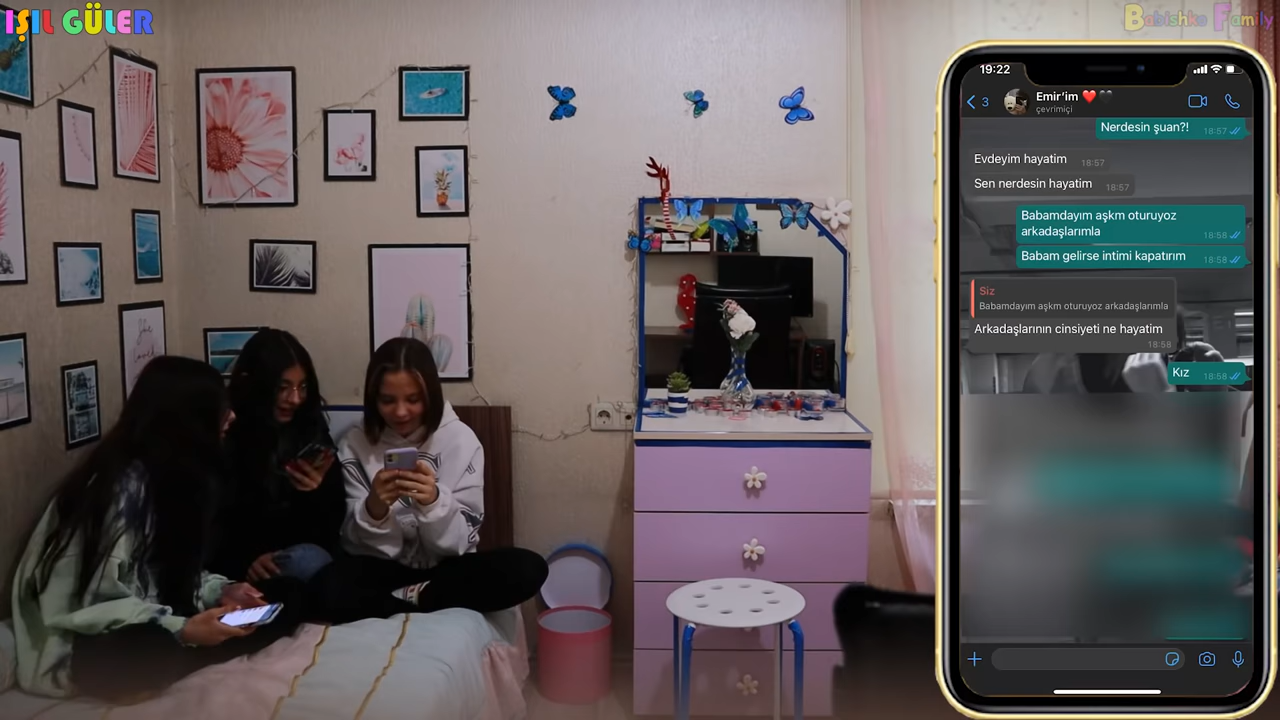 IŞIL GÜLER
Babishko Family
19:22
3
Emir'im ❤️🖤
çevrimiçi
Nerdesin şuan?!
18:57
Evdeyim hayatim
18:57
Sen nerdesin hayatim
18:57
Babamdayım aşkm oturuyoz
arkadaşlarımla
18:58
Babam gelirse intimi kapatırım
18:58
Siz
Babamdayım aşkm oturuyoz arkadaşlarımla
Arkadaşlarının cinsiyeti ne hayatim
18:58
Kız
18:58